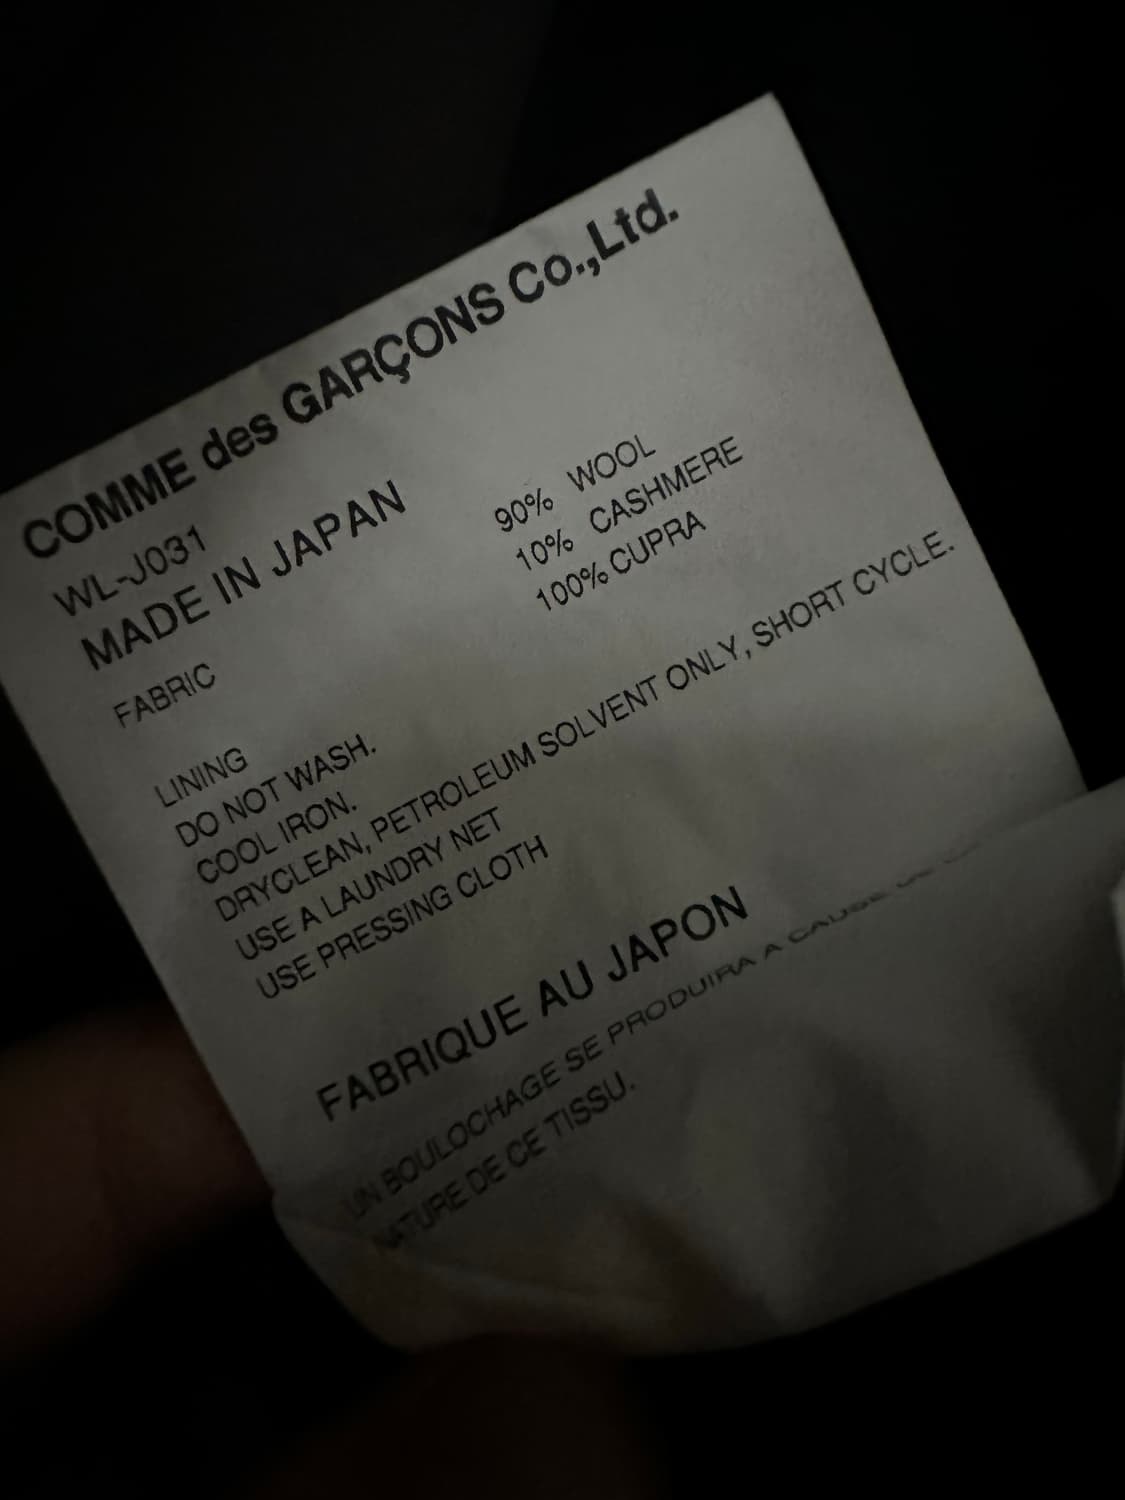 COMME des GARÇONS Co.,Ltd.
WL-J031
MADE IN JAPAN
FABRIC 90% WOOL
10% CASHMERE
LINING 100% CUPRA
DO NOT WASH.
COOL IRON.
DRYCLEAN, PETROLEUM SOLVENT ONLY, SHORT CYCLE.
USE A LAUNDRY NET
USE PRESSING CLOTH
FABRIQUE AU JAPON
UN BOULOCHAGE SE PRODUIRA A CAUSE DE
NATURE DE CE TISSU.